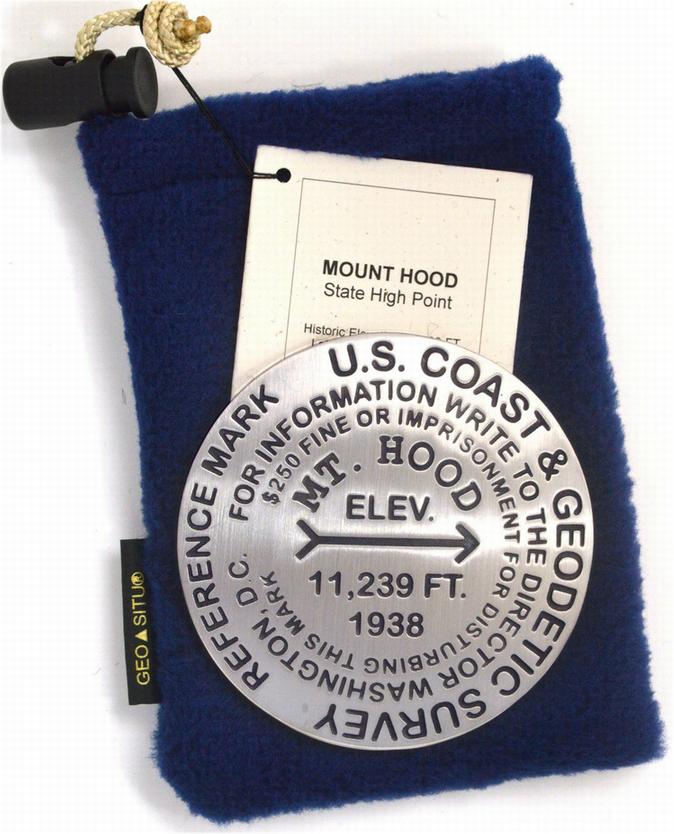 MOUNT HOOD
State High Point
Historic
FT
U.S. COAST & GEODETIC SURVEY
REFERENCE MARK
FOR INFORMATION WRITE TO THE DIRECTOR WASHINGTON, D.C.
$250 FINE OR IMPRISONMENT FOR DISTURBING THIS MARK
MT. HOOD
ELEV.
11,239 FT.
1938
GEO▲SITU®